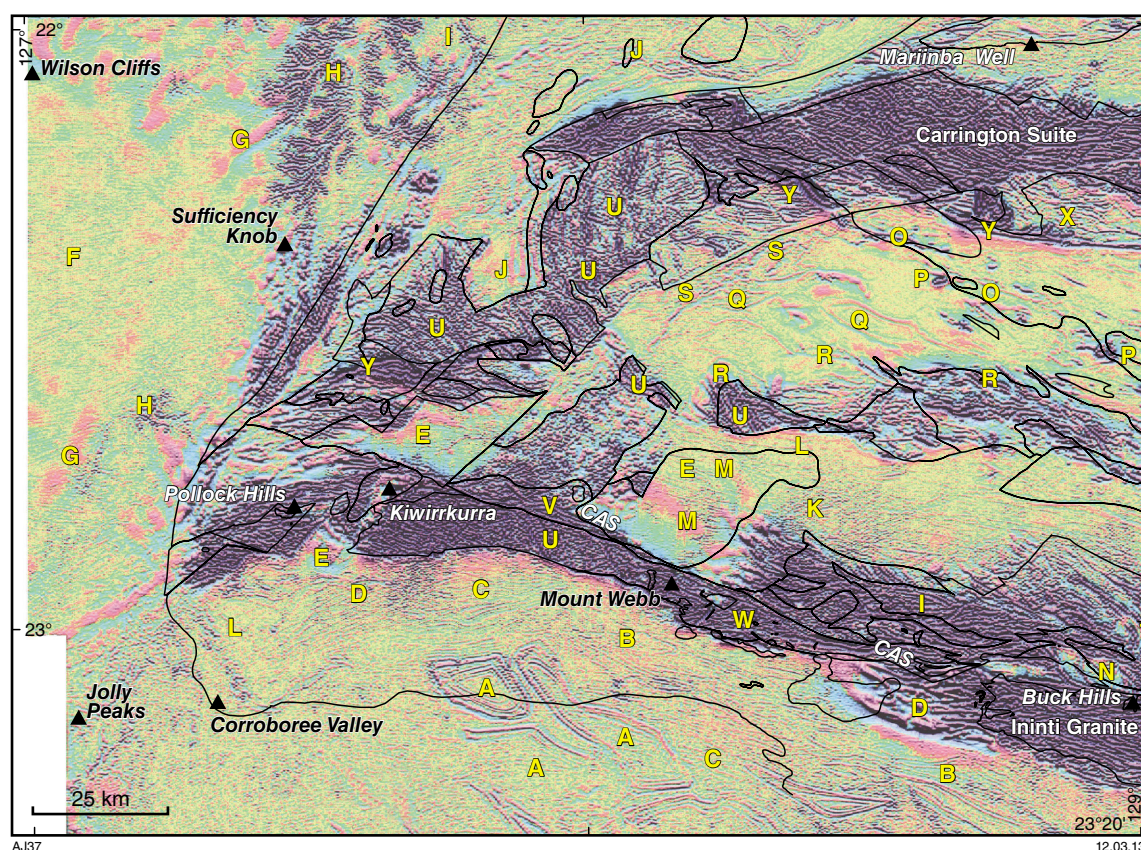 22°
127°
I
J
Mariinba Well
Wilson Cliffs
H
G
Carrington Suite
Y
U
Sufficiency
Knob
X
Y
O
F
S
J
U
P
O
S
Q
Q
U
R
P
Y
R
R
U
H
U
E
L
G
E
M
Pollock Hills
V
K
Kiwirrkurra
CAS
M
U
E
D
C
Mount Webb
I
W
23°
L
B
CAS
N
A
Jolly
Peaks
Buck Hills
D
Corroboree Valley
Ininti Granite
A
C
A
B
25 km
129°
23°20'
AJ37
12.03.13